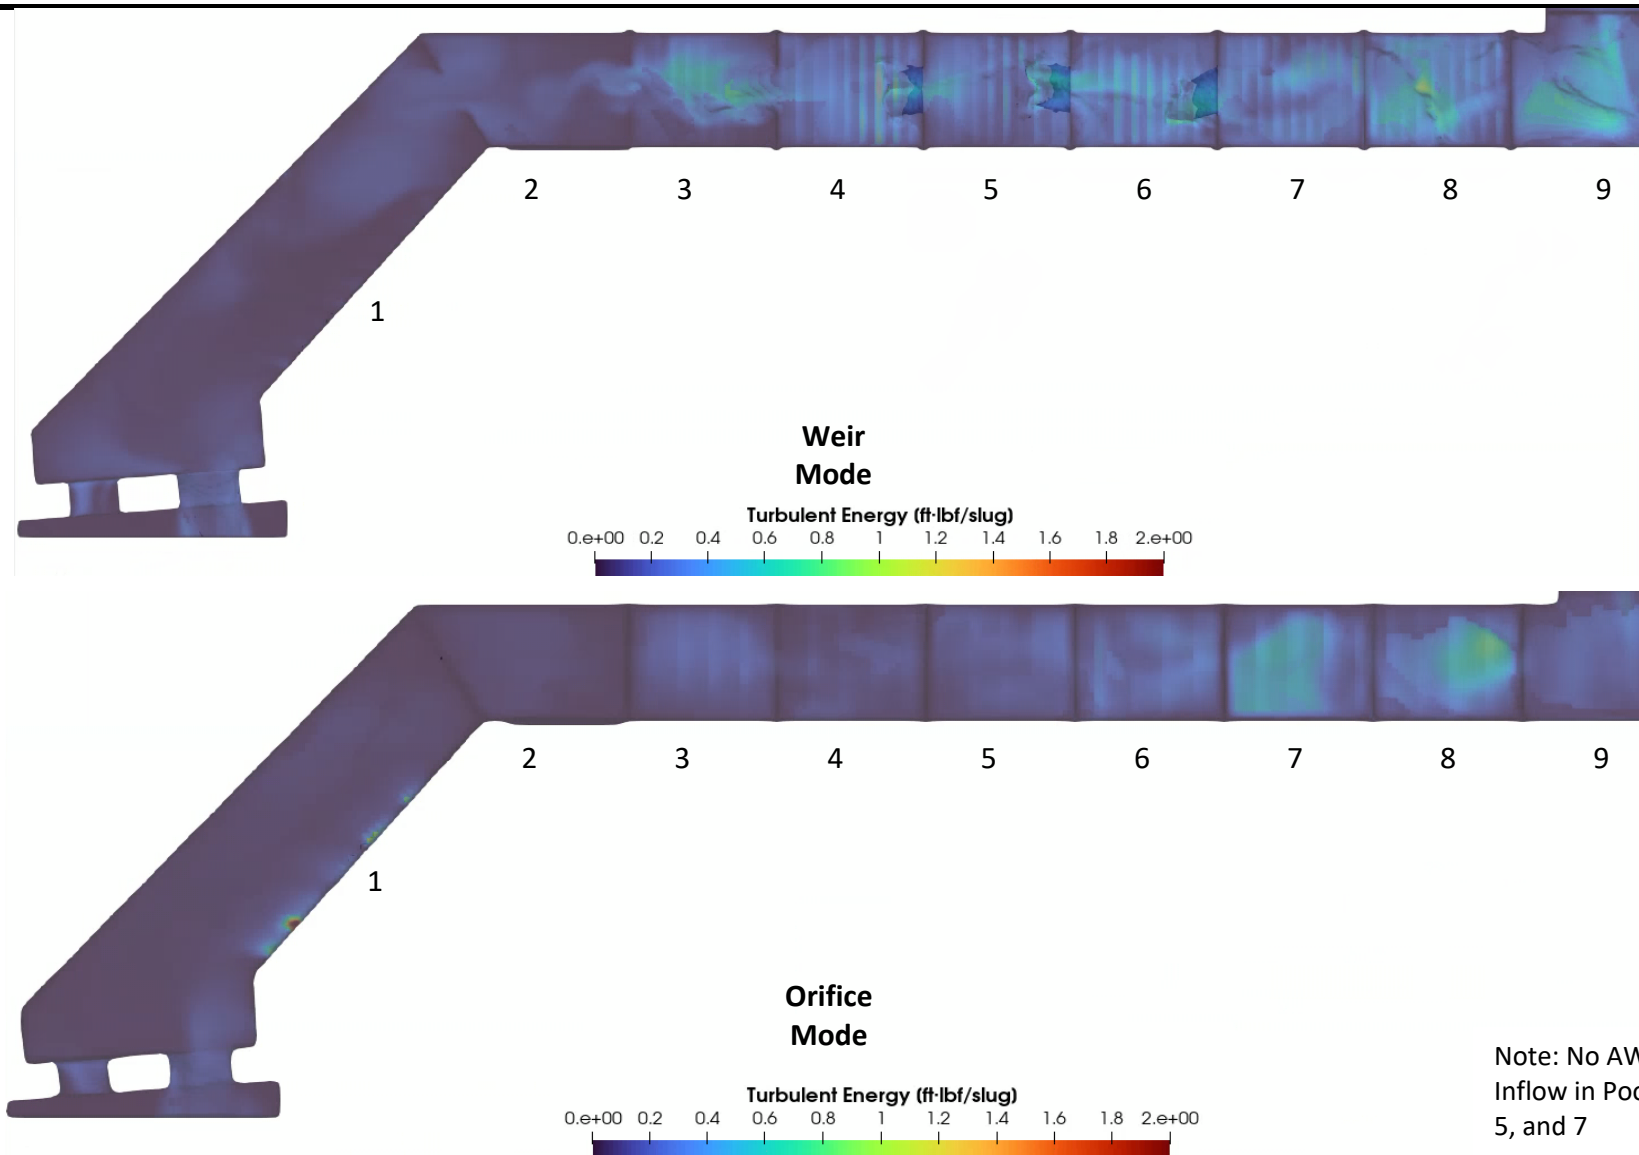 2 3 4 5 6 7 8 9
1
Weir
Mode
Turbulent Energy (ft·lbf/slug)
0.e+00 0.2 0.4 0.6 0.8 1 1.2 1.4 1.6 1.8 2.e+00
2 3 4 5 6 7 8 9
1
Orifice
Mode
Turbulent Energy (ft·lbf/slug)
0.e+00 0.2 0.4 0.6 0.8 1 1.2 1.4 1.6 1.8 2.e+00
Note: No AW
Inflow in Poo
5, and 7